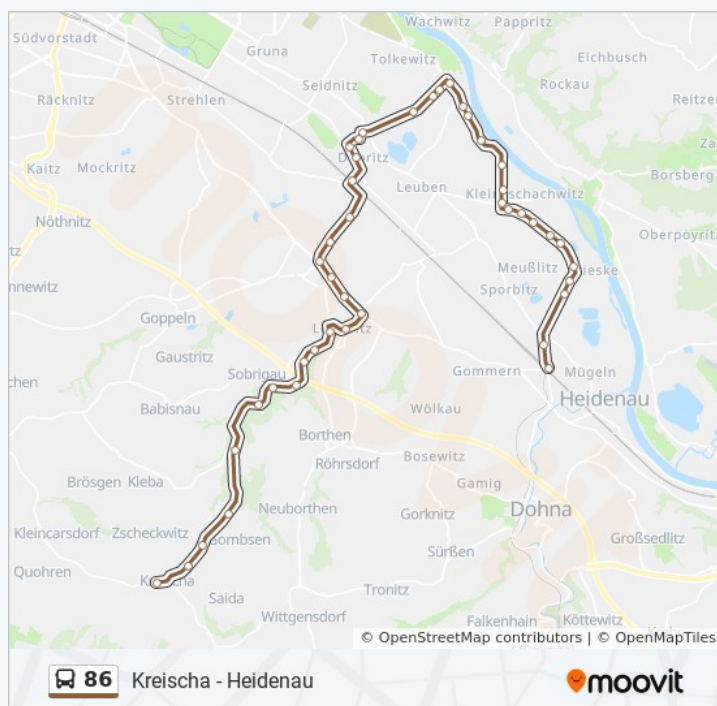 Wachwitz
Pappritz
Südvorstadt
Gruna
Tolkewitz
Eichbusch
Seidnitz
Rockau
Räcknitz
Strehlen
Reitzen
Kaitz
Mockritz
Leuben
Borsberg
Nöthnitz
Oberpoyritz
Meußlitz
Sporbitz
Goppeln
Gaustritz
Sobrigau
Gommern
Mügeln
Heidenau
Babisnau
Wölkau
Borthen
Röhrsdorf
Bosewitz
Brösgen
Kleba
Gamig
Neuborthen
Gorknitz
Dohna
Kleincarsdorf
Zscheckwitz
Großsedlitz
Sürßen
Quohren
Saida
Tronitz
Wittgensdorf
Falkenhain
Köttewitz
© OpenStreetMap contributors | © OpenMapTiles
86 Kreischa - Heidenau
moovit